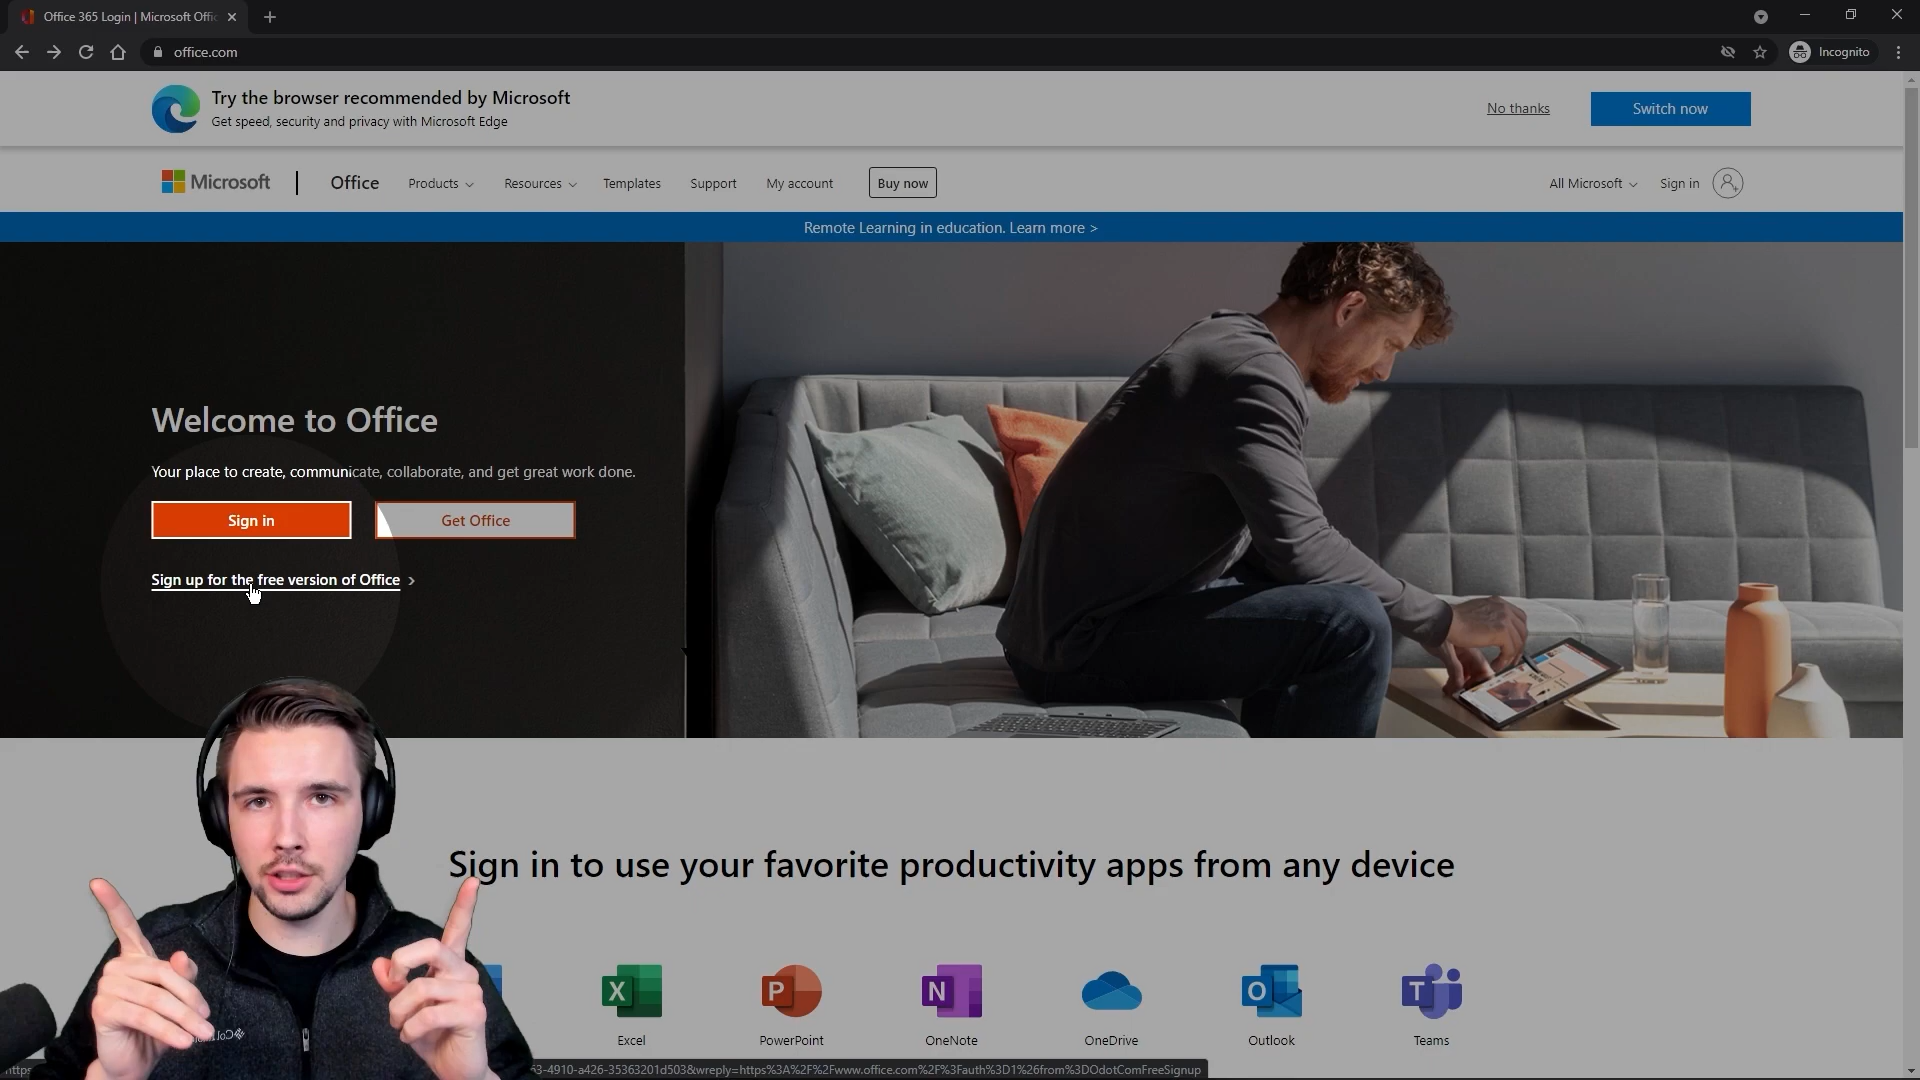 Office 365 Login | Microsoft Offic
office.com
Incognito
Try the browser recommended by Microsoft
Get speed, security and privacy with Microsoft Edge
No thanks
Switch now
Microsoft
Office
Products
Resources
Templates
Support
My account
Buy now
All Microsoft
Sign in
Remote Learning in education. Learn more >
Welcome to Office
Your place to create, communicate, collaborate, and get great work done.
Sign in
Get Office
Sign up for the free version of Office >
Sign in to use your favorite productivity apps from any device
X
P
N
O
T
Excel
PowerPoint
OneNote
OneDrive
Outlook
Teams
63-4910-a426-35363201d503&wreply=https%3A%2F%2Fwww.office.com%2F%3Fauth%3D1%26from%3DOdotComFreeSignup